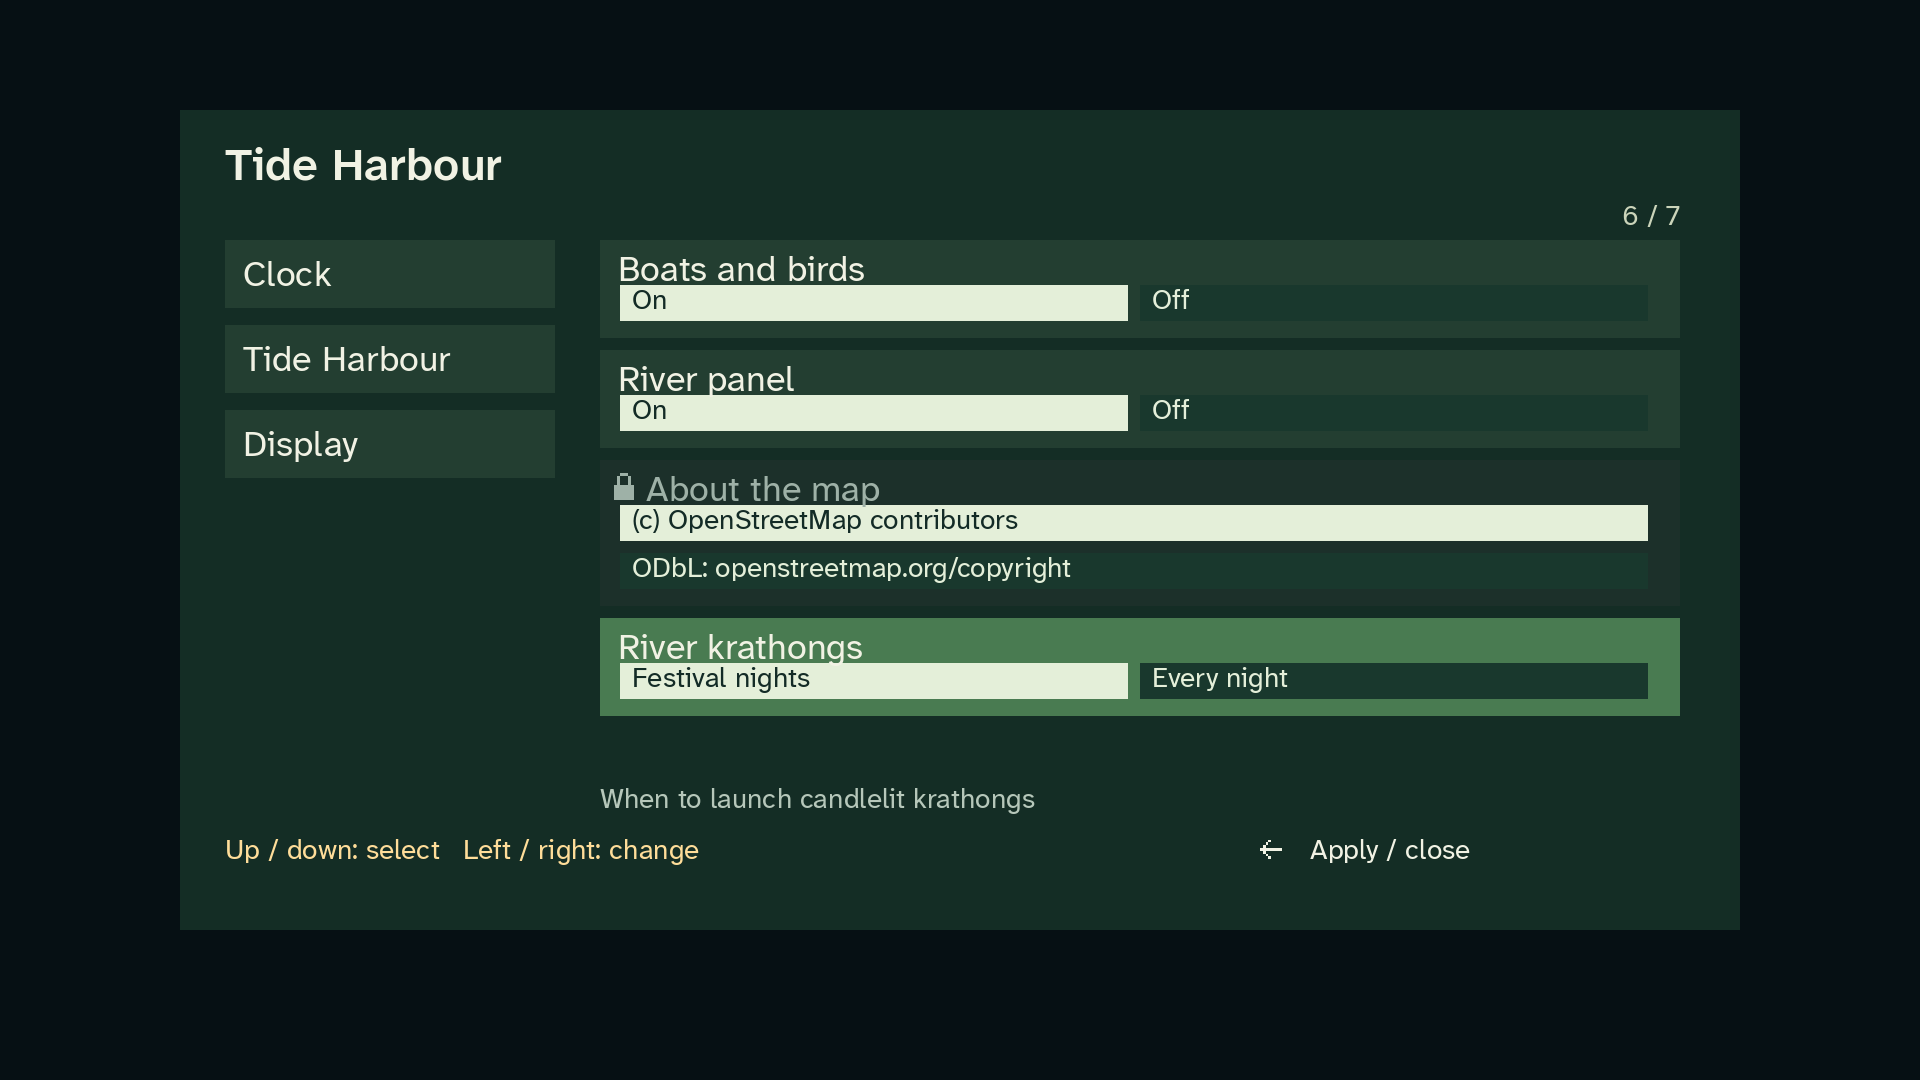 Tide Harbour
6 / 7
Clock
Tide Harbour
Display
Boats and birds
On
Off
River panel
On
Off
About the map
(c) OpenStreetMap contributors
ODbL: openstreetmap.org/copyright
River krathongs
Festival nights
Every night
When to launch candlelit krathongs
Up / down: select Left / right: change
← Apply / close